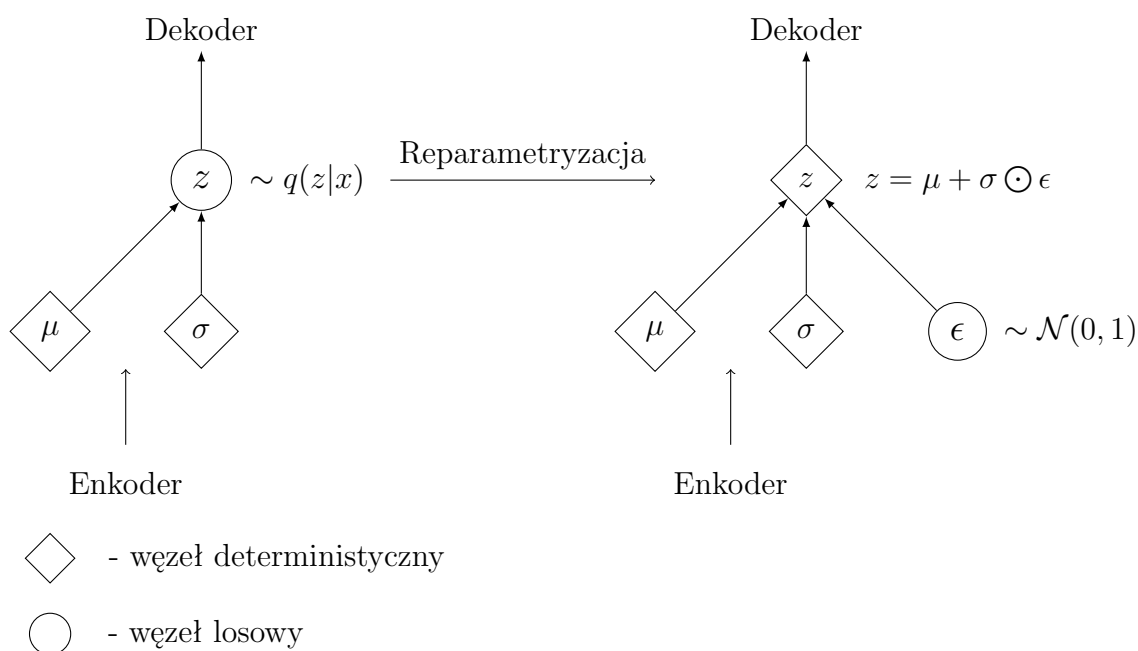 Dekoder
Dekoder
z ∼ q(z|x)
Reparametryzacja
z
z = μ + σ ⊙ ϵ
μ
σ
μ
σ
ϵ ∼ 𝒩(0, 1)
Enkoder
Enkoder
- węzeł deterministyczny
- węzeł losowy